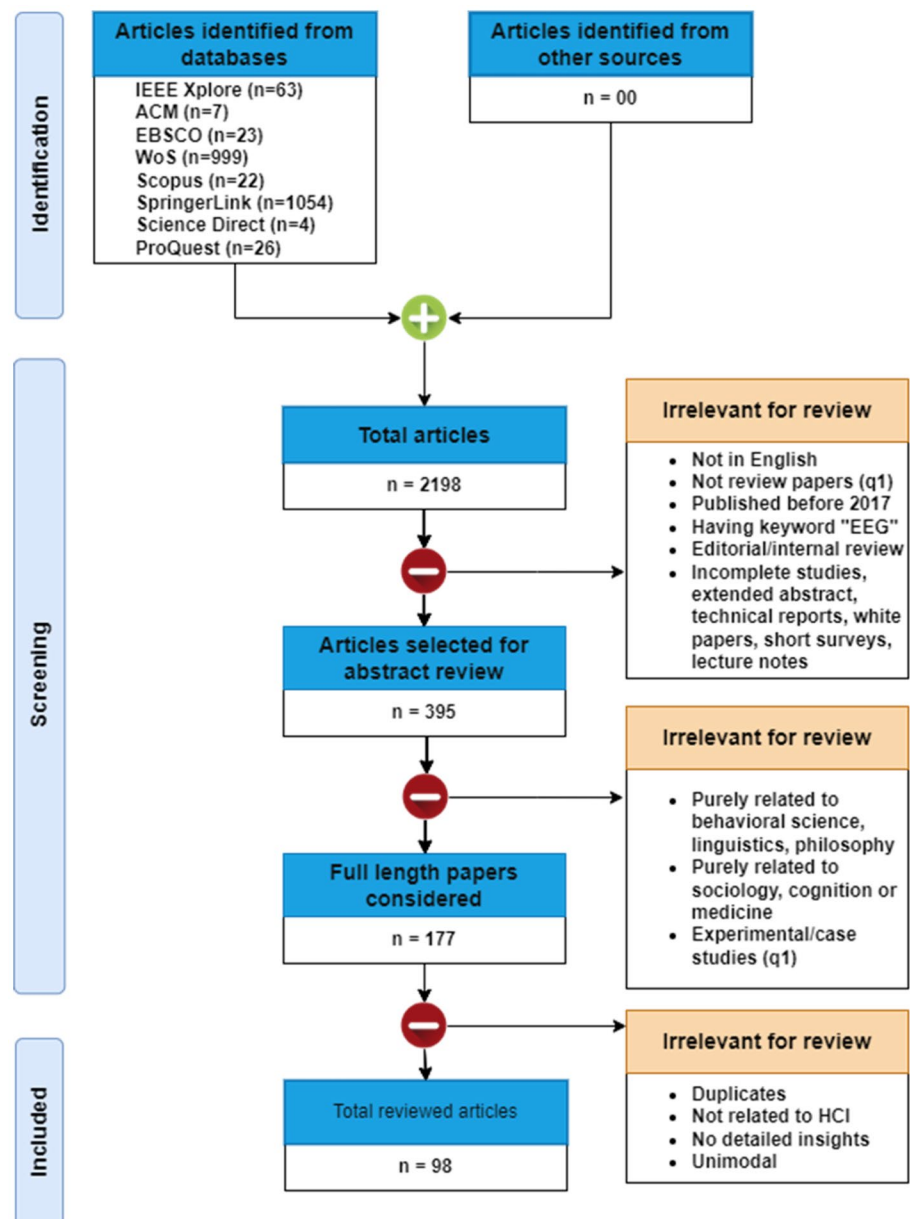 Identification
Articles identified from
databases
IEEE Xplore (n=63)
ACM (n=7)
EBSCO (n=23)
WoS (n=999)
Scopus (n=22)
SpringerLink (n=1054)
Science Direct (n=4)
ProQuest (n=26)
Articles identified from
other sources
n = 00
Screening
Total articles
n = 2198
Irrelevant for review
• Not in English
• Not review papers (q1)
• Published before 2017
• Having keyword "EEG"
• Editorial/internal review
• Incomplete studies,
extended abstract,
technical reports, white
papers, short surveys,
lecture notes
Articles selected for
abstract review
n = 395
Irrelevant for review
• Purely related to
behavioral science,
linguistics, philosophy
• Purely related to
sociology, cognition or
medicine
• Experimental/case
studies (q1)
Full length papers
considered
n = 177
Included
Irrelevant for review
• Duplicates
• Not related to HCI
• No detailed insights
• Unimodal
Total reviewed articles
n = 98